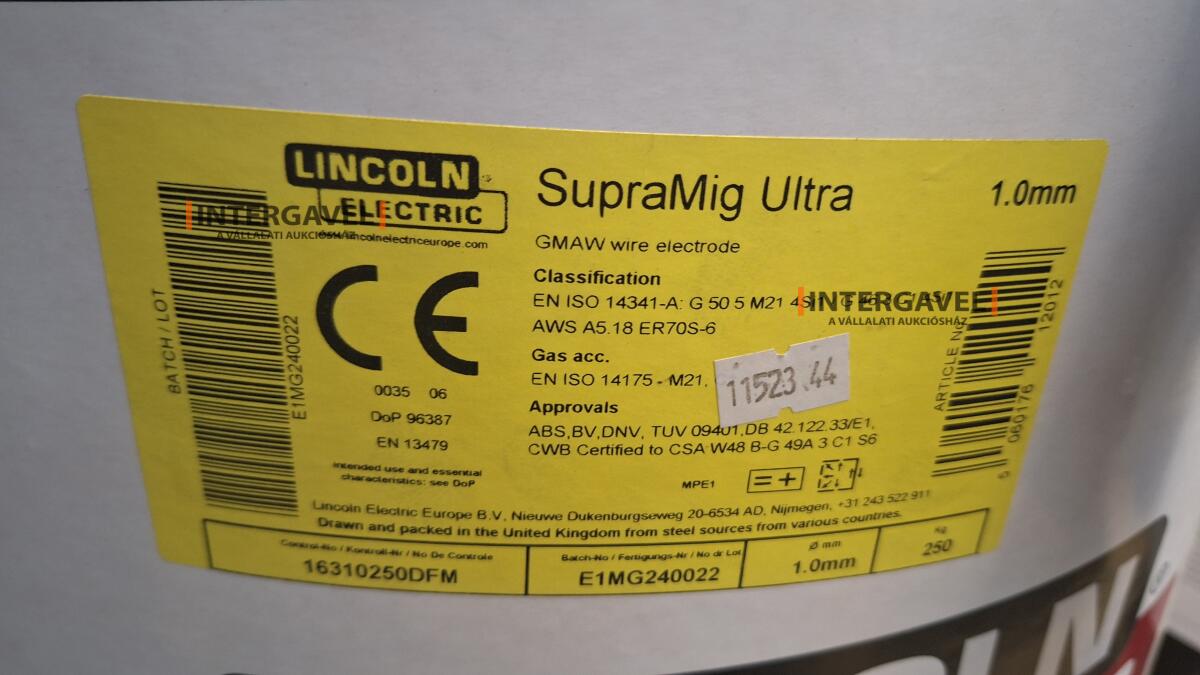 LINCOLN
ELECTRIC
lincolnelectriceurope.com
INTERGAVEL
A VÁLLALATI AUKCIÓSHÁZ
BATCH / LOT
E1MG240022
0035 06
DoP 96387
EN 13479
Intended use and essential
characteristics: see DoP
SupraMig Ultra 1.0mm
GMAW wire electrode
Classification
EN ISO 14341-A: G 50 5 M21
INTERGAVEL
A VÁLLALATI AUKCIÓSHÁZ
AWS A5.18 ER70S-6
Gas acc.
EN ISO 14175 - M21,
11523.44
Approvals
ABS,BV,DNV, TUV 09401,DB 42.122.33/E1,
CWB Certified to CSA W48 B-G 49A 3 C1 S6
MPE1
ARTICLE
5 060176 12012
Lincoln Electric Europe B.V, Nieuwe Dukenburgseweg 20-6534 AD, Nijmegen, +31 243 522 911
Drawn and packed in the United Kingdom from steel sources from various countries.
Control-No / Kontroll-Nr / No De Controle
16310250DFM
Batch-No / Fertigungs-Nr / No dr Lot
E1MG240022
Ø mm
1.0mm
Kg
250